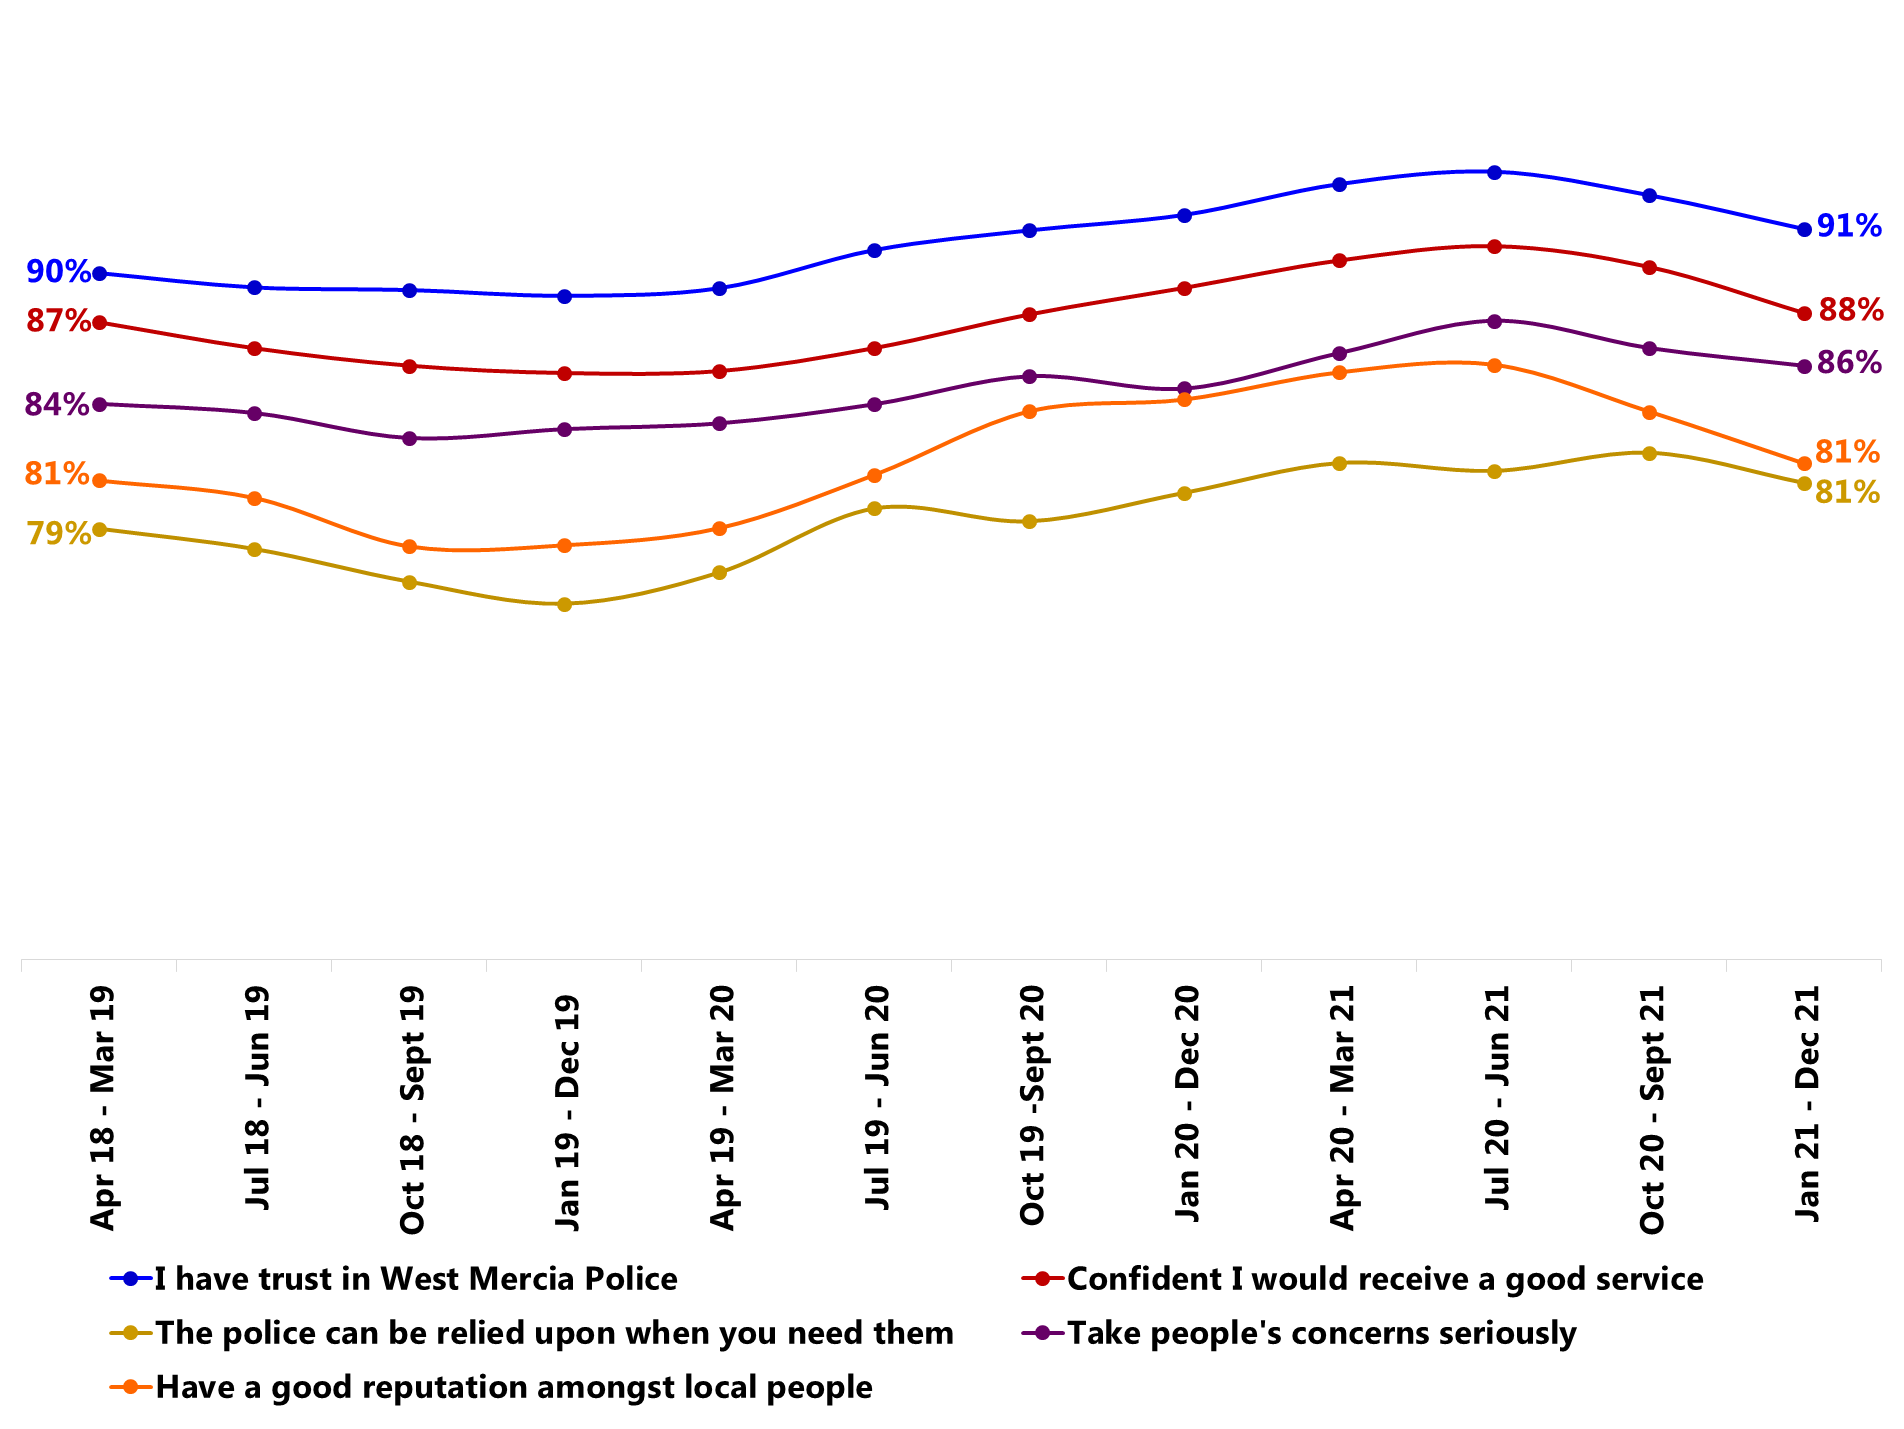 90%
87%
84%
81%
79%
91%
88%
86%
81%
81%
Apr 18 - Mar 19
Jul 18 - Jun 19
Oct 18 - Sept 19
Jan 19 - Dec 19
Apr 19 - Mar 20
Jul 19 - Jun 20
Oct 19 -Sept 20
Jan 20 - Dec 20
Apr 20 - Mar 21
Jul 20 - Jun 21
Oct 20 - Sept 21
Jan 21 - Dec 21
I have trust in West Mercia Police
Confident I would receive a good service
The police can be relied upon when you need them
Take people's concerns seriously
Have a good reputation amongst local people